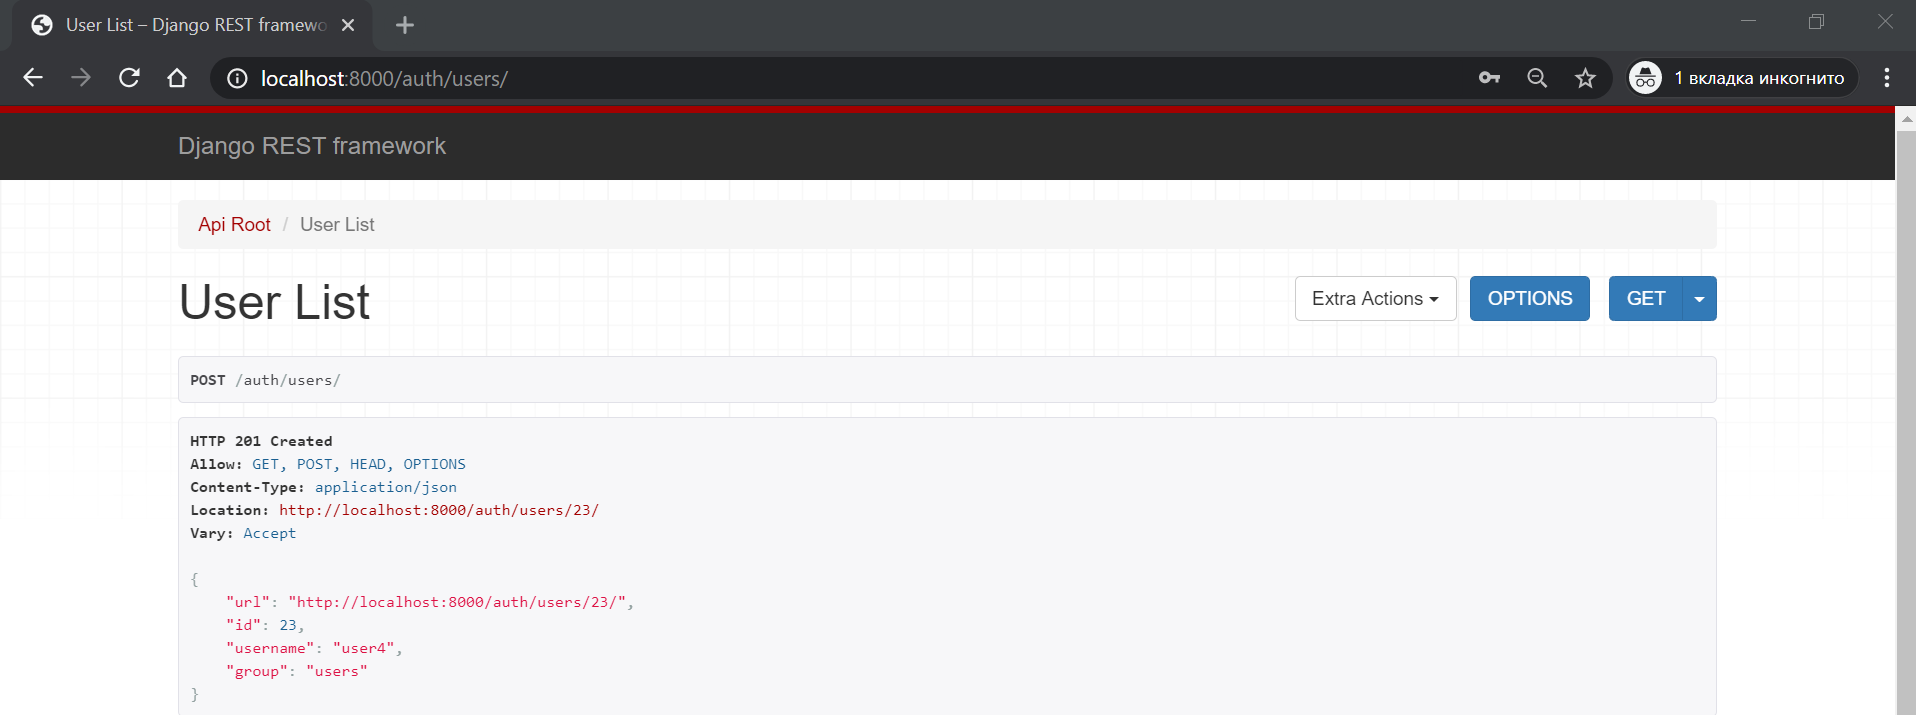 User List – Django REST framewo
localhost:8000/auth/users/
1 вкладка инкогнито
Django REST framework
Api Root / User List
User List
Extra Actions
OPTIONS
GET
POST /auth/users/
HTTP 201 Created
Allow: GET, POST, HEAD, OPTIONS
Content-Type: application/json
Location: http://localhost:8000/auth/users/23/
Vary: Accept
{
"url": "http://localhost:8000/auth/users/23/",
"id": 23,
"username": "user4",
"group": "users"
}